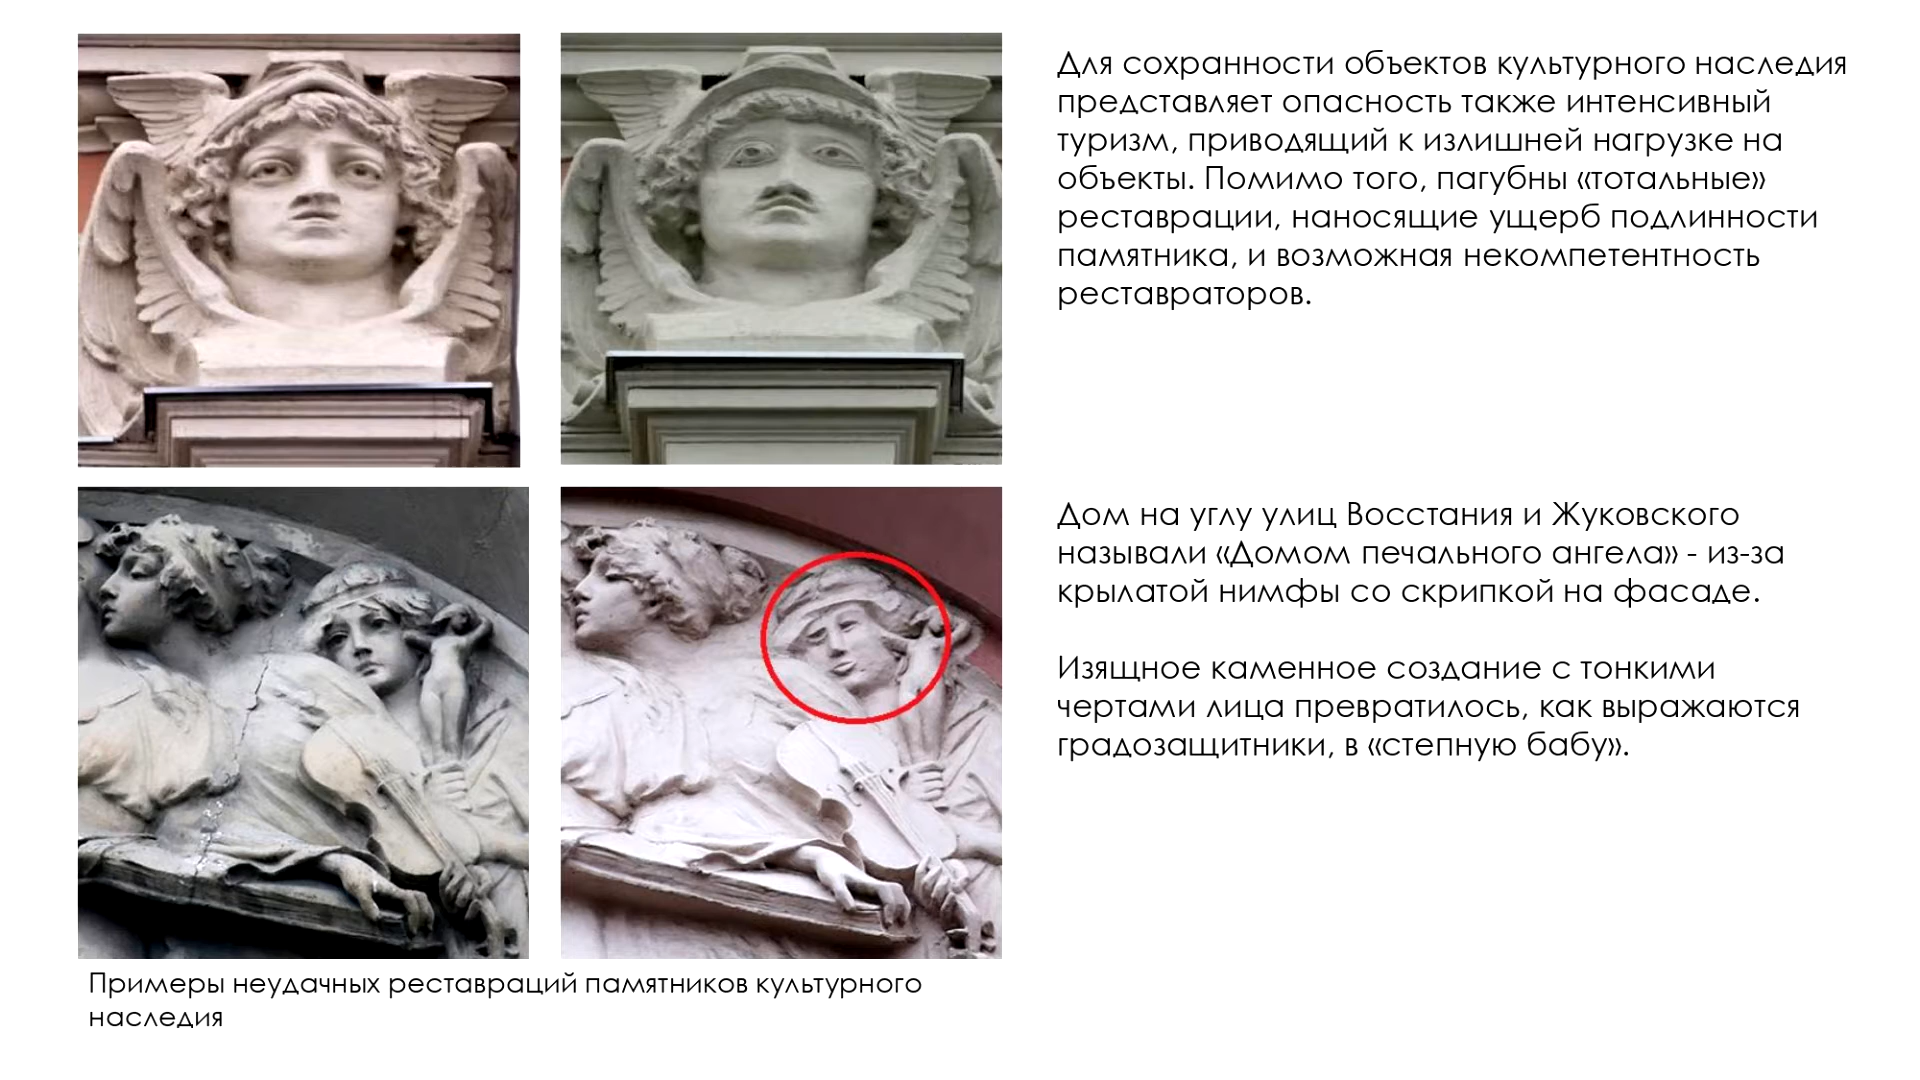 Для сохранности объектов культурного наследия
представляет опасность также интенсивный
туризм, приводящий к излишней нагрузке на
объекты. Помимо того, пагубны «тотальные»
реставрации, наносящие ущерб подлинности
памятника, и возможная некомпетентность
реставраторов.
Дом на углу улиц Восстания и Жуковского
называли «Домом печального ангела» - из-за
крылатой нимфы со скрипкой на фасаде.
Изящное каменное создание с тонкими
чертами лица превратилось, как выражаются
градозащитники, в «степную бабу».
Примеры неудачных реставраций памятников культурного
наследия